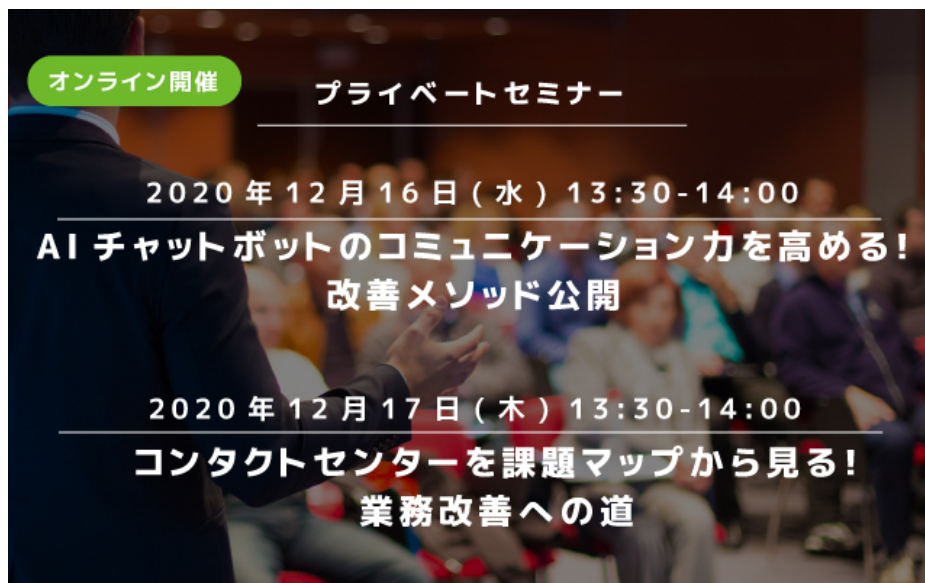 オンライン開催
プライベートセミナー
2020年12月16日(水) 13:30-14:00
AIチャットボットのコミュニケーション力を高める!
改善メソッド公開
2020年12月17日(木) 13:30-14:00
コンタクトセンターを課題マップから見る!
業務改善への道